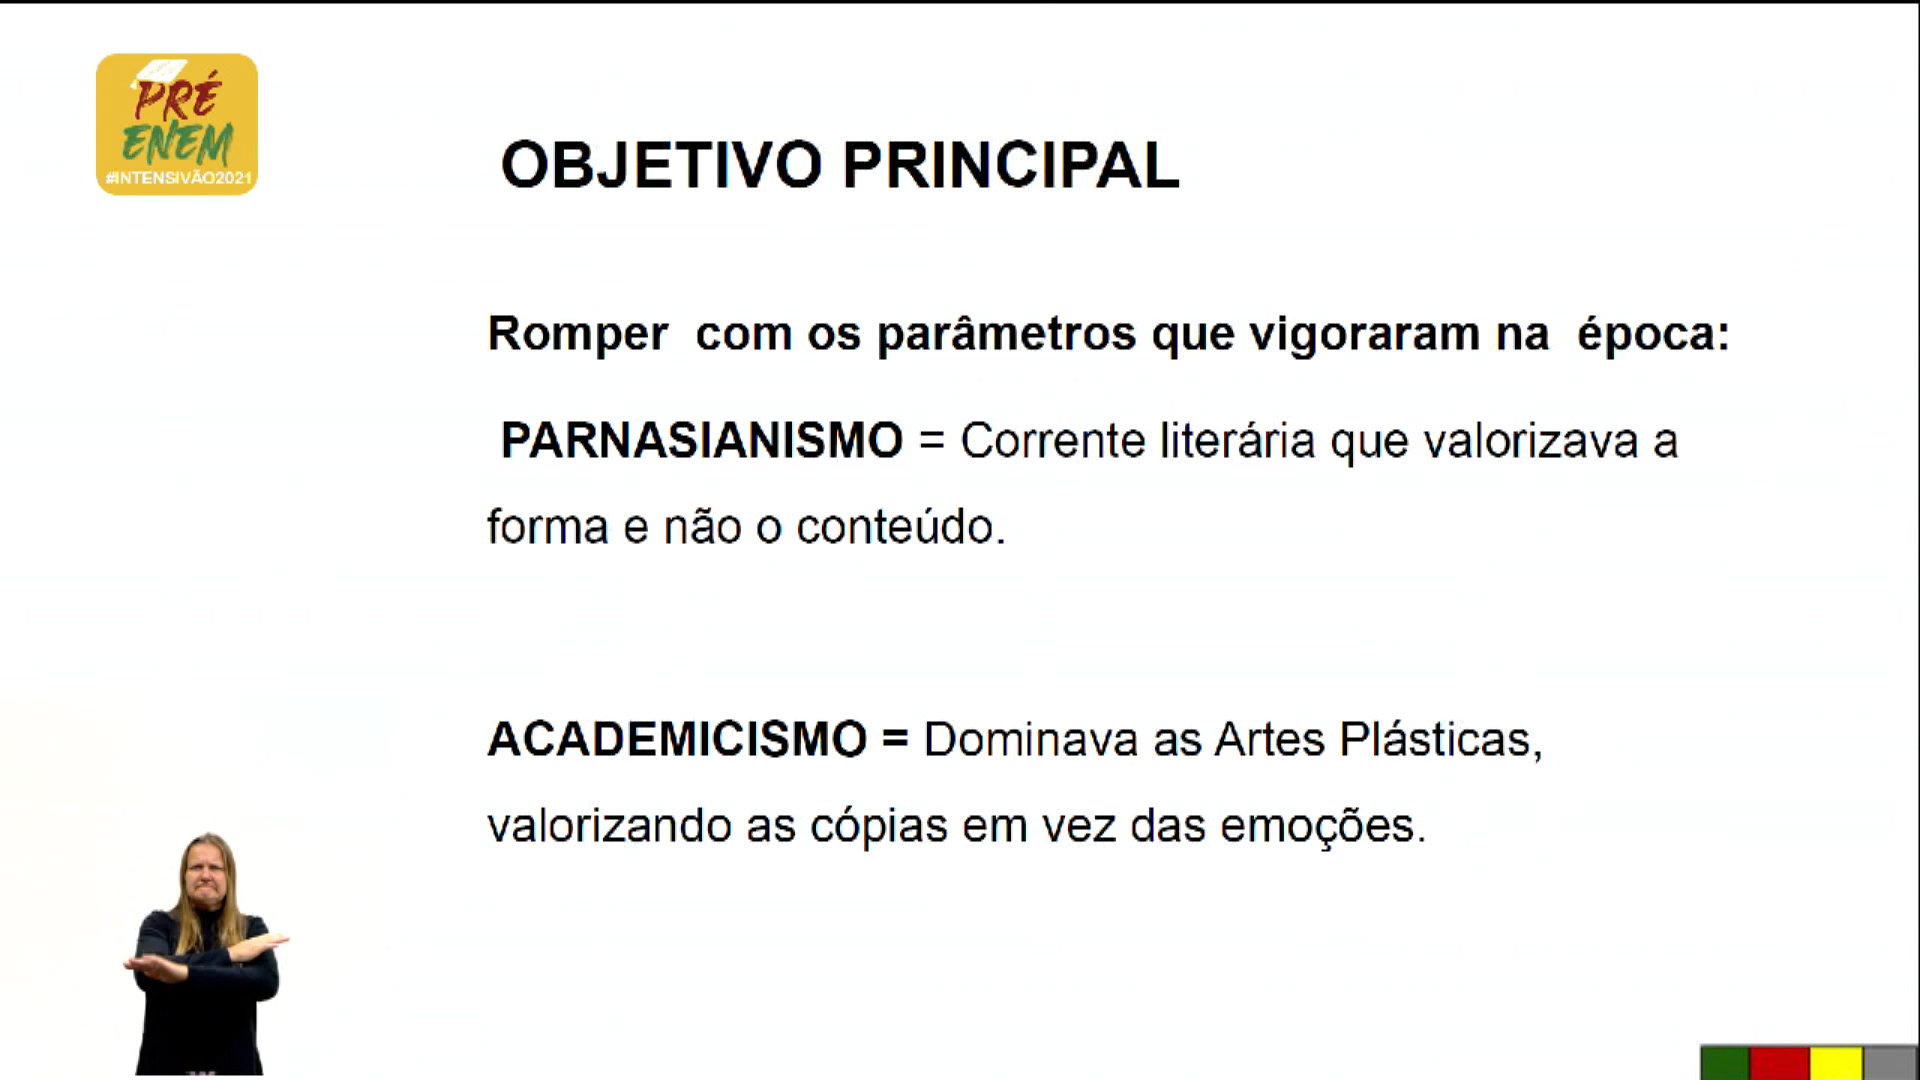 PRÉ
ENEM
#INTENSIVÃO2021
OBJETIVO PRINCIPAL
Romper com os parâmetros que vigoraram na época:
PARNASIANISMO = Corrente literária que valorizava a
forma e não o conteúdo.
ACADEMICISMO = Dominava as Artes Plásticas,
valorizando as cópias em vez das emoções.